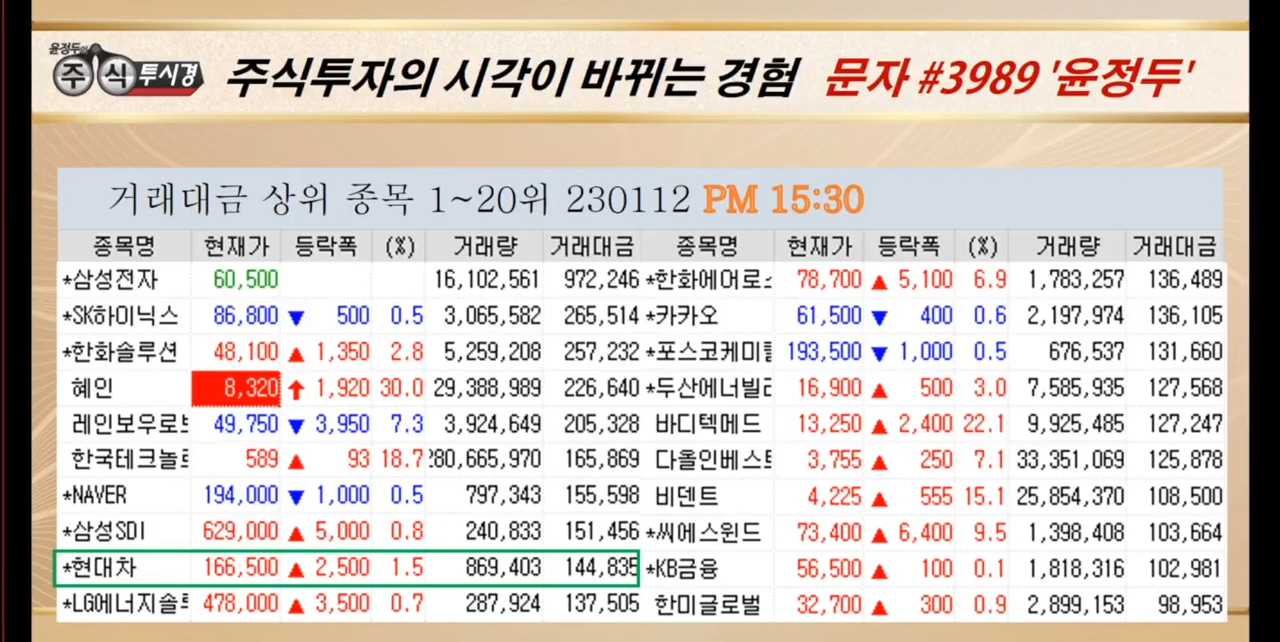 윤정두의 주식투시경
주식투자의 시각이 바뀌는 경험 문자 #3989 '윤정두'
거래대금 상위 종목 1~20위 230112 PM 15:30
종목명 현재가 등락폭 (%) 거래량 거래대금 종목명 현재가 등락폭 (%) 거래량 거래대금
*삼성전자 60,500 16,102,561 972,246 *한화에어로 78,700 ▲ 5,100 6.9 1,783,257 136,489
*SK하이닉스 86,800 ▼ 500 0.5 3,065,582 265,514 *카카오 61,500 ▼ 400 0.6 2,197,974 136,105
*한화솔루션 48,100 ▲ 1,350 2.8 5,259,208 257,232 *포스코케미 193,500 ▼ 1,000 0.5 676,537 131,660
혜인 8,320 ↑ 1,920 30.0 29,388,989 226,640 *두산에너빌 16,900 ▲ 500 3.0 7,585,935 127,568
레인보우로 49,750 ▼ 3,950 7.3 3,924,649 205,328 바디텍메드 13,250 ▲ 2,400 22.1 9,925,485 127,247
한국테크놀 589 ▲ 93 18.7 280,665,970 165,869 다올인베스 3,755 ▲ 250 7.1 33,351,069 125,878
*NAVER 194,000 ▼ 1,000 0.5 797,343 155,598 비덴트 4,225 ▲ 555 15.1 25,854,370 108,500
*삼성SDI 629,000 ▲ 5,000 0.8 240,833 151,456 *씨에스윈드 73,400 ▲ 6,400 9.5 1,398,408 103,664
*현대차 166,500 ▲ 2,500 1.5 869,403 144,835 *KB금융 56,500 ▲ 100 0.1 1,818,316 102,981
*LG에너지솔 478,000 ▲ 3,500 0.7 287,924 137,505 한미글로벌 32,700 ▲ 300 0.9 2,899,153 98,953